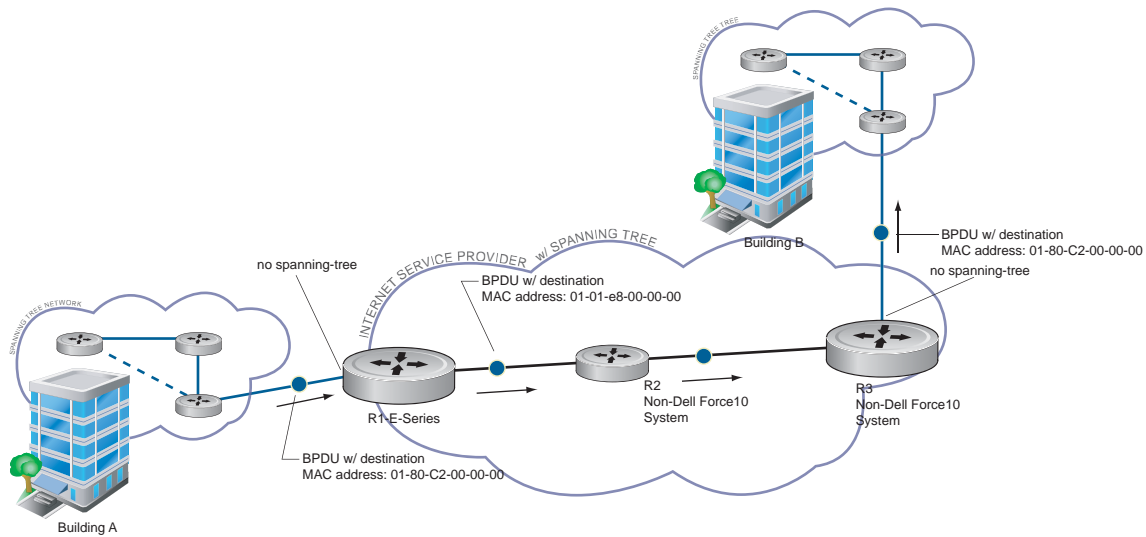 SPANNING TREE TREE
Building B
BPDU w/ destination
MAC address: 01-80-C2-00-00-00
no spanning-tree
INTERNET SERVICE PROVIDER w/ SPANNING TREE
no spanning-tree
BPDU w/ destination
MAC address: 01-01-e8-00-00-00
SPANNING TREE NETWORK
R1-E-Series
R2
Non-Dell Force10
System
R3
Non-Dell Force10
System
BPDU w/ destination
MAC address: 01-80-C2-00-00-00
Building A